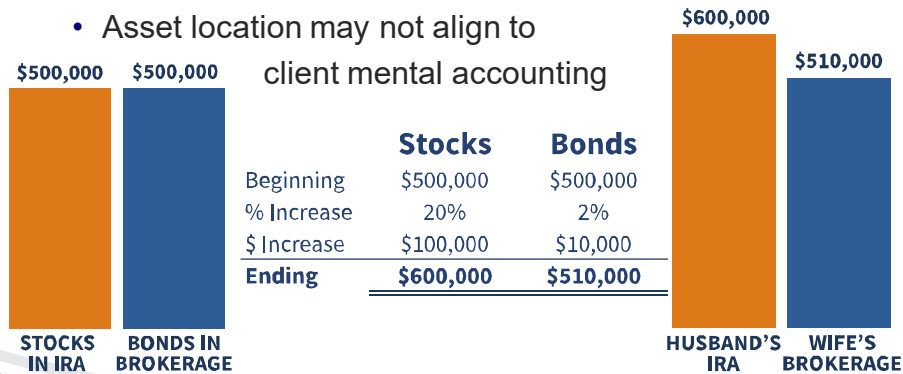 • Asset location may not align to
client mental accounting
$500,000 $500,000
STOCKS IN IRA
BONDS IN BROKERAGE
Stocks Bonds
Beginning $500,000 $500,000
% Increase 20% 2%
$ Increase $100,000 $10,000
Ending $600,000 $510,000
$600,000
$510,000
HUSBAND'S IRA
WIFE'S BROKERAGE